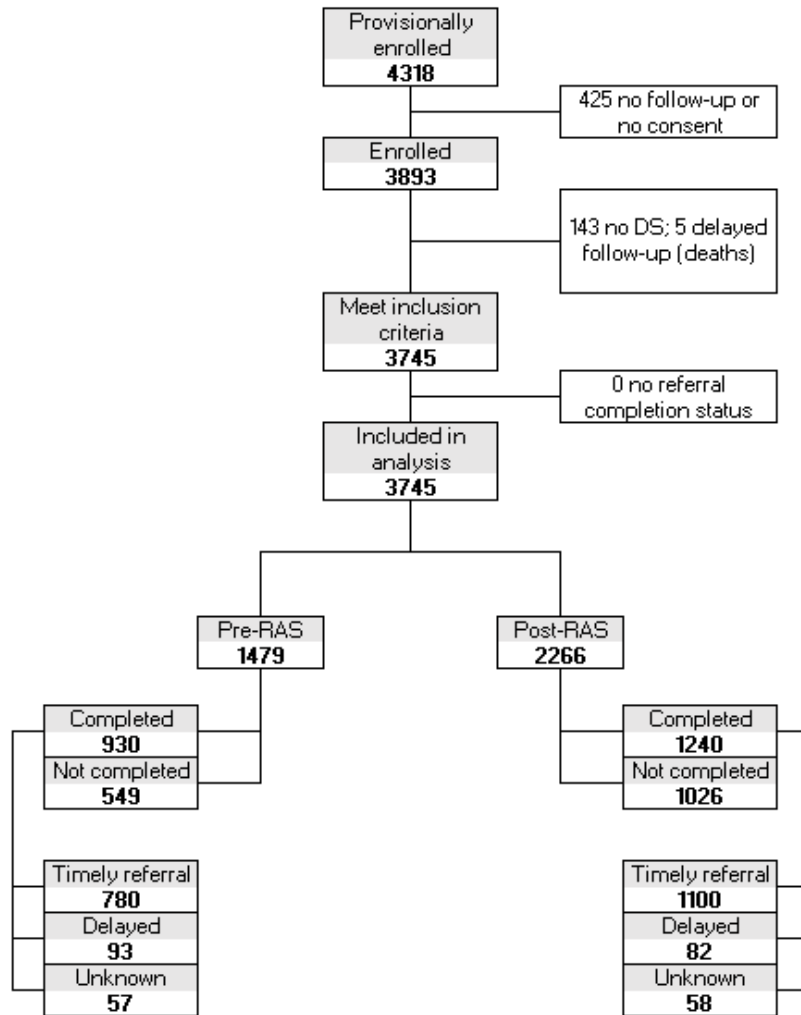 Provisionally
enrolled
4318
425 no follow-up or
no consent
Enrolled
3893
143 no DS; 5 delayed
follow-up (deaths)
Meet inclusion
criteria
3745
0 no referral
completion status
Included in
analysis
3745
Pre-RAS
1479
Post-RAS
2266
Completed
930
Not completed
549
Completed
1240
Not completed
1026
Timely referral
780
Delayed
93
Unknown
57
Timely referral
1100
Delayed
82
Unknown
58